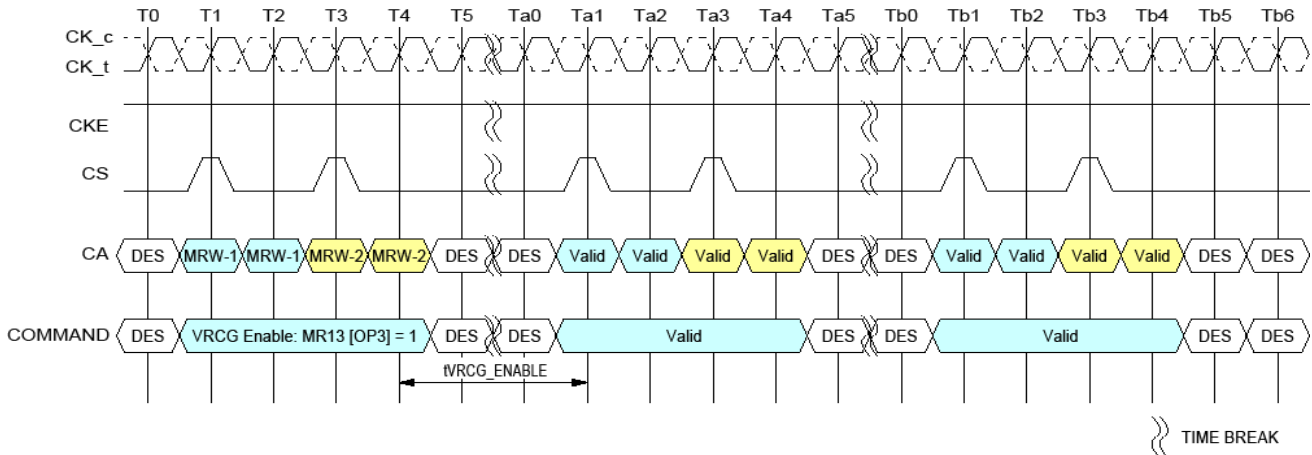 T0 T1 T2 T3 T4 T5 Ta0 Ta1 Ta2 Ta3 Ta4 Ta5 Tb0 Tb1 Tb2 Tb3 Tb4 Tb5 Tb6
CK_c
CK_t
CKE
CS
CA DES MRW-1 MRW-1 MRW-2 MRW-2 DES DES Valid Valid Valid Valid DES DES Valid Valid Valid Valid DES DES
COMMAND DES VRCG Enable: MR13 [OP3] = 1 DES DES Valid DES DES Valid DES DES
tVRCG_ENABLE
TIME BREAK